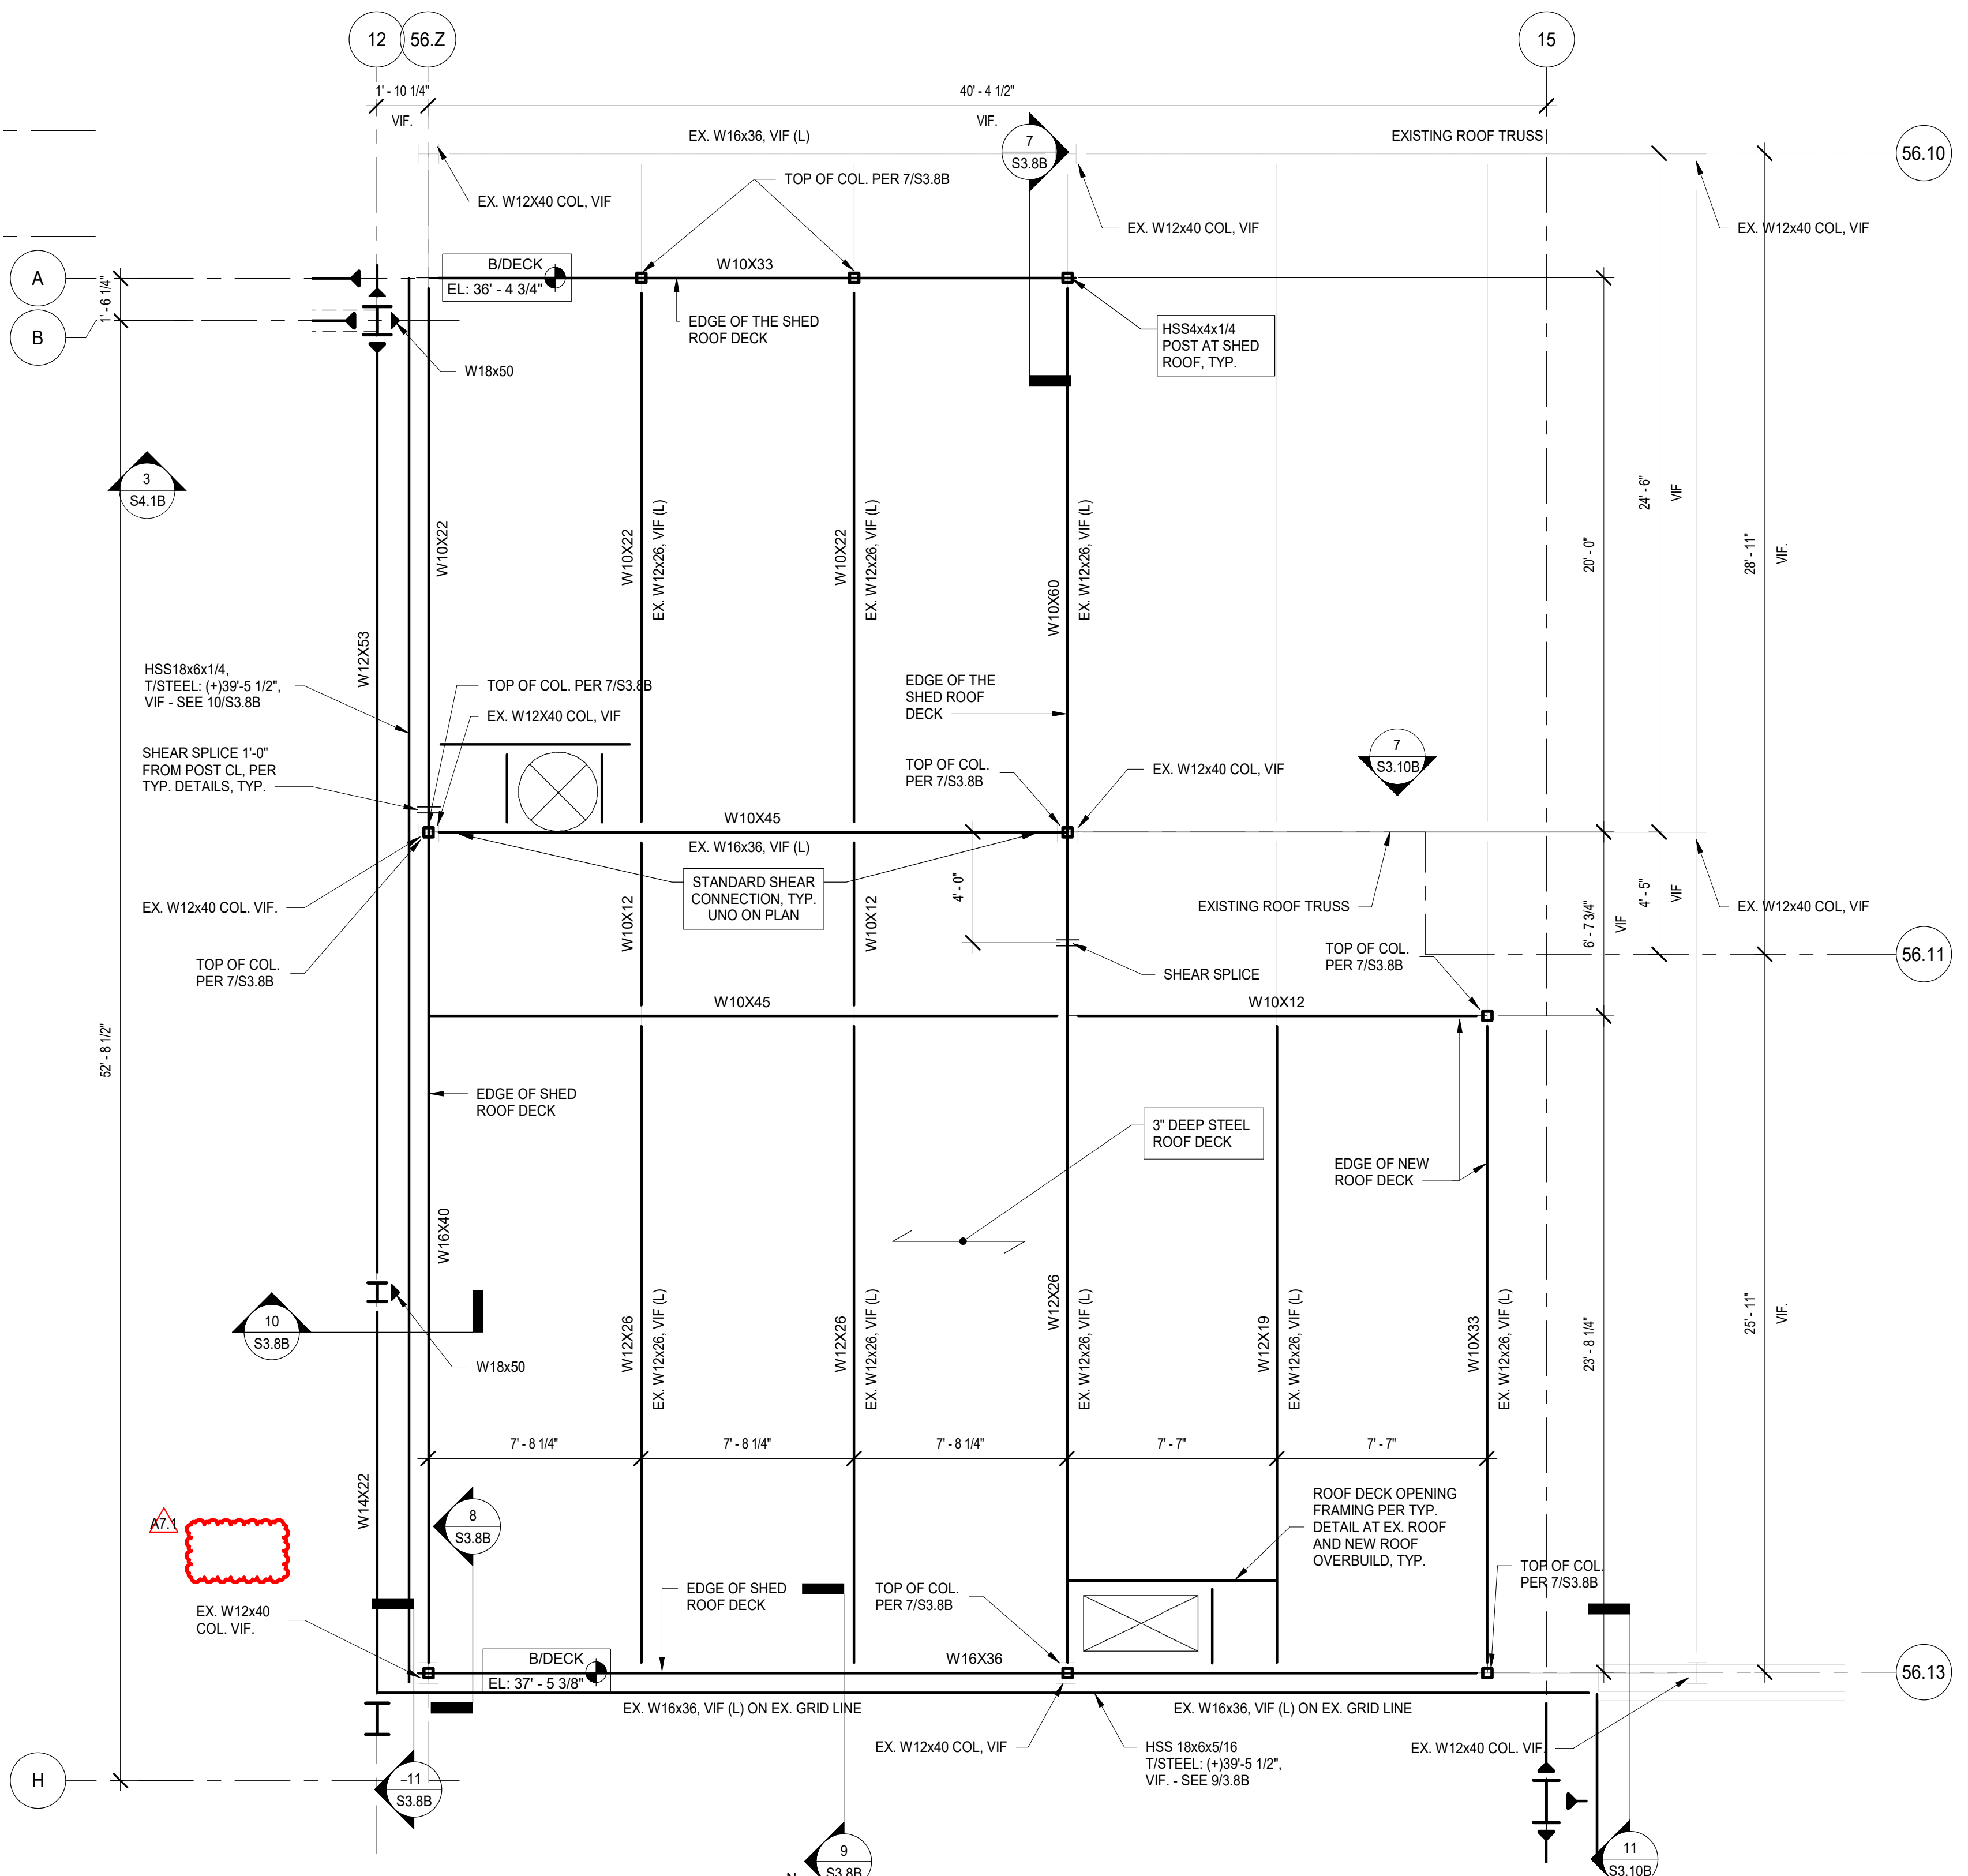 12
56.Z
15
1' - 10 1/4"
VIF.
40' - 4 1/2"
VIF.
EX. W16x36, VIF (L)
7
S3.8B
EXISTING ROOF TRUSS
56.10
TOP OF COL. PER 7/S3.8B
EX. W12X40 COL, VIF
EX. W12x40 COL, VIF
EX. W12x40 COL, VIF
A
1' - 6 1/4"
B
B/DECK
EL: 36' - 4 3/4"
W10X33
EDGE OF THE SHED
ROOF DECK
HSS4x4x1/4
POST AT SHED
ROOF, TYP.
W18x50
3
S4.1B
W10X22
W10X22
EX. W12x26, VIF (L)
W10X22
EX. W12x26, VIF (L)
W10X60
EX. W12x26, VIF (L)
20' - 0"
24' - 6"
VIF
28' - 11"
VIF.
W12X53
HSS18x6x1/4,
T/STEEL: (+)39'-5 1/2",
VIF - SEE 10/S3.8B
TOP OF COL. PER 7/S3.8B
EX. W12X40 COL, VIF
EDGE OF THE
SHED ROOF
DECK
SHEAR SPLICE 1'-0"
FROM POST CL, PER
TYP. DETAILS, TYP.
TOP OF COL.
PER 7/S3.8B
EX. W12x40 COL, VIF
7
S3.10B
W10X45
EX. W16x36, VIF (L)
STANDARD SHEAR
CONNECTION, TYP.
UNO ON PLAN
4' - 0"
EX. W12x40 COL. VIF.
W10X12
W10X12
EXISTING ROOF TRUSS
6' - 7 3/4"
VIF
4' - 5"
VIF
EX. W12x40 COL, VIF
TOP OF COL.
PER 7/S3.8B
SHEAR SPLICE
TOP OF COL.
PER 7/S3.8B
56.11
W10X45
W10X12
52' - 8 1/2"
EDGE OF SHED
ROOF DECK
3" DEEP STEEL
ROOF DECK
EDGE OF NEW
ROOF DECK
W16X40
10
S3.8B
W18x50
W12X26
EX. W12x26, VIF (L)
W12X26
EX. W12x26, VIF (L)
W12X26
EX. W12x26, VIF (L)
W12X19
EX. W12x26, VIF (L)
W10X33
EX. W12x26, VIF (L)
23' - 8 1/4"
25' - 11"
VIF.
7' - 8 1/4"
7' - 8 1/4"
7' - 8 1/4"
7' - 7"
7' - 7"
W14X22
A7.1
8
S3.8B
ROOF DECK OPENING
FRAMING PER TYP.
DETAIL AT EX. ROOF
AND NEW ROOF
OVERBUILD, TYP.
EX. W12x40
COL. VIF.
EDGE OF SHED
ROOF DECK
TOP OF COL.
PER 7/S3.8B
TOP OF COL.
PER 7/S3.8B
B/DECK
EL: 37' - 5 3/8"
W16X36
56.13
EX. W16x36, VIF (L) ON EX. GRID LINE
EX. W16x36, VIF (L) ON EX. GRID LINE
EX. W12x40 COL, VIF
HSS 18x6x5/16
T/STEEL: (+)39'-5 1/2",
VIF. - SEE 9/3.8B
EX. W12x40 COL. VIF.
H
11
S3.8B
9
S3.8B
11
S3.10B
N